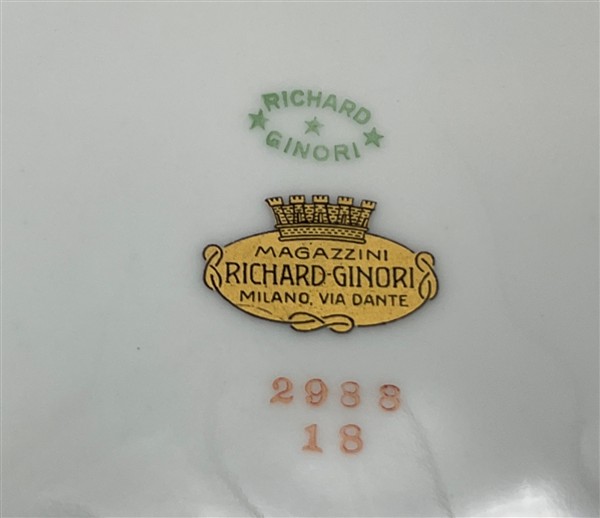 RICHARD
GINORI
MAGAZZINI
RICHARD-GINORI
MILANO, VIA DANTE
2988
18